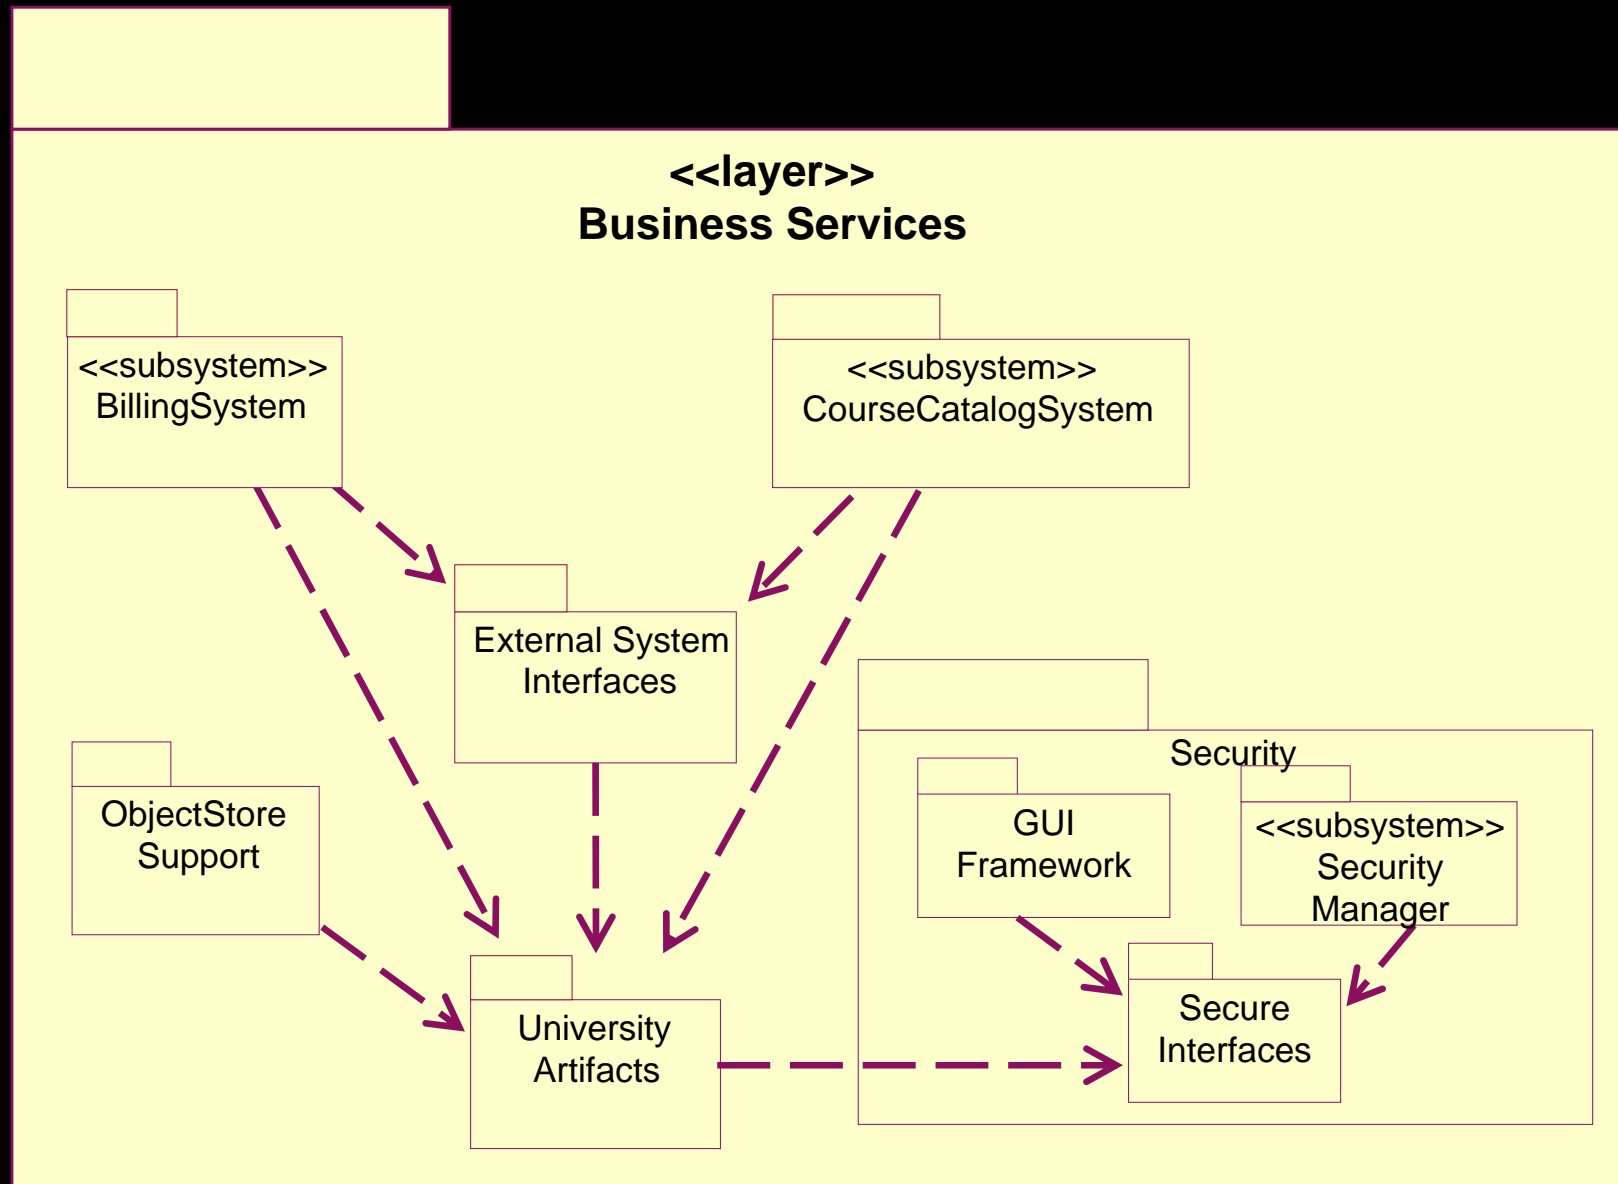 <<layer>>
Business Services
<<subsystem>>
BillingSystem
<<subsystem>>
CourseCatalogSystem
External System
Interfaces
ObjectStore
Support
Security
GUI
Framework
<<subsystem>>
Security
Manager
University
Artifacts
Secure
Interfaces